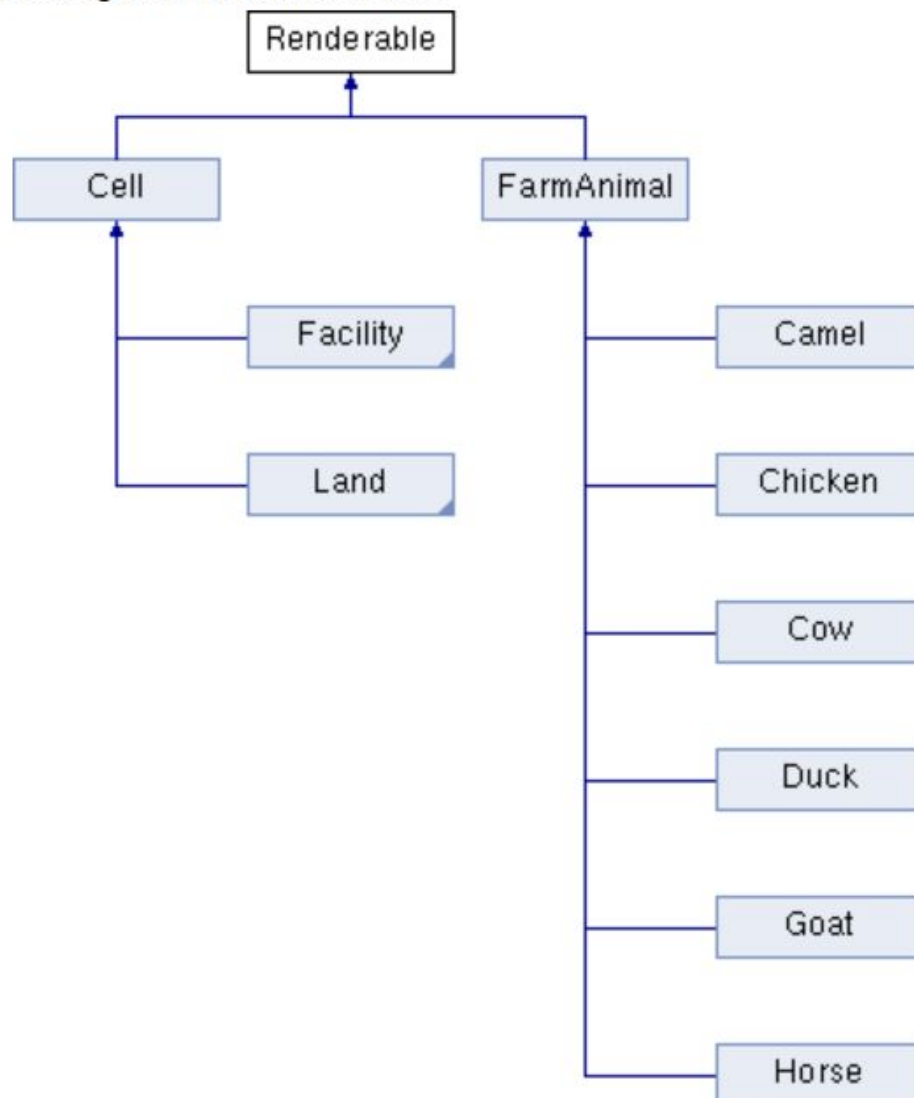 Renderable
Cell
FarmAnimal
Facility
Camel
Land
Chicken
Cow
Duck
Goat
Horse